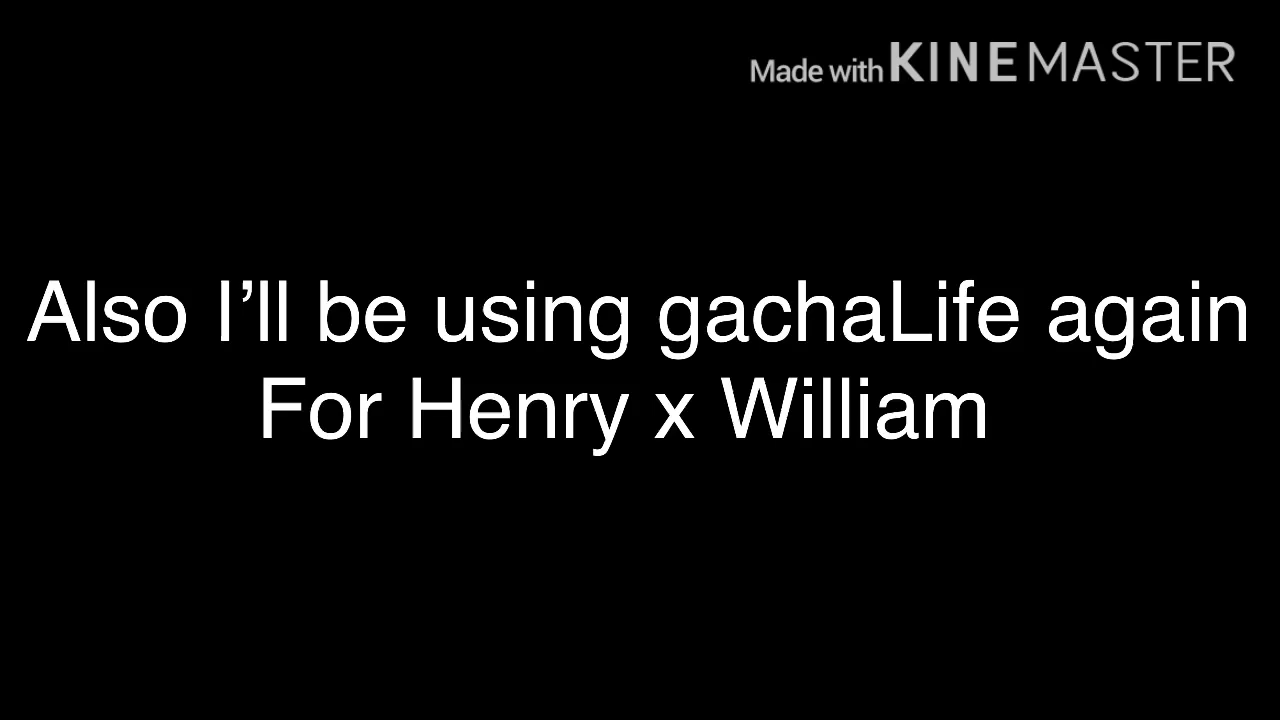 Made with KINEMASTER
Also I’ll be using gachaLife again
For Henry x William